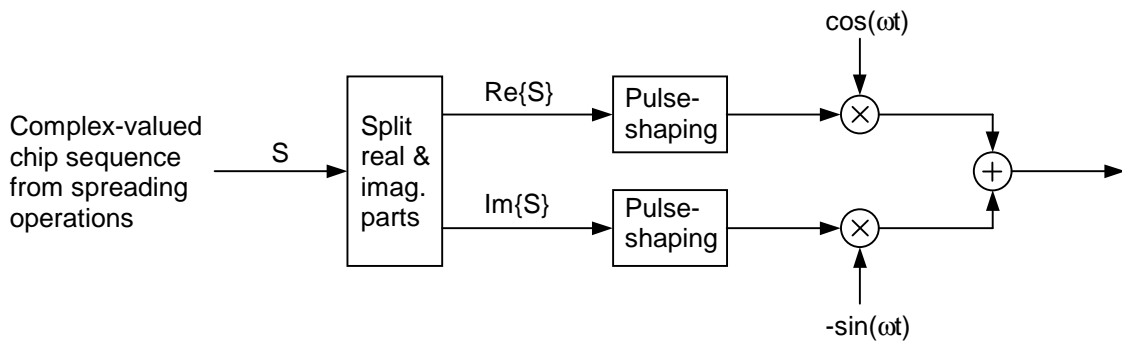 cos(ωt)
Complex-valued
chip sequence
from spreading
operations
S
Split
real &
imag.
parts
Re{S}
Im{S}
Pulse-
shaping
Pulse-
shaping
-sin(ωt)